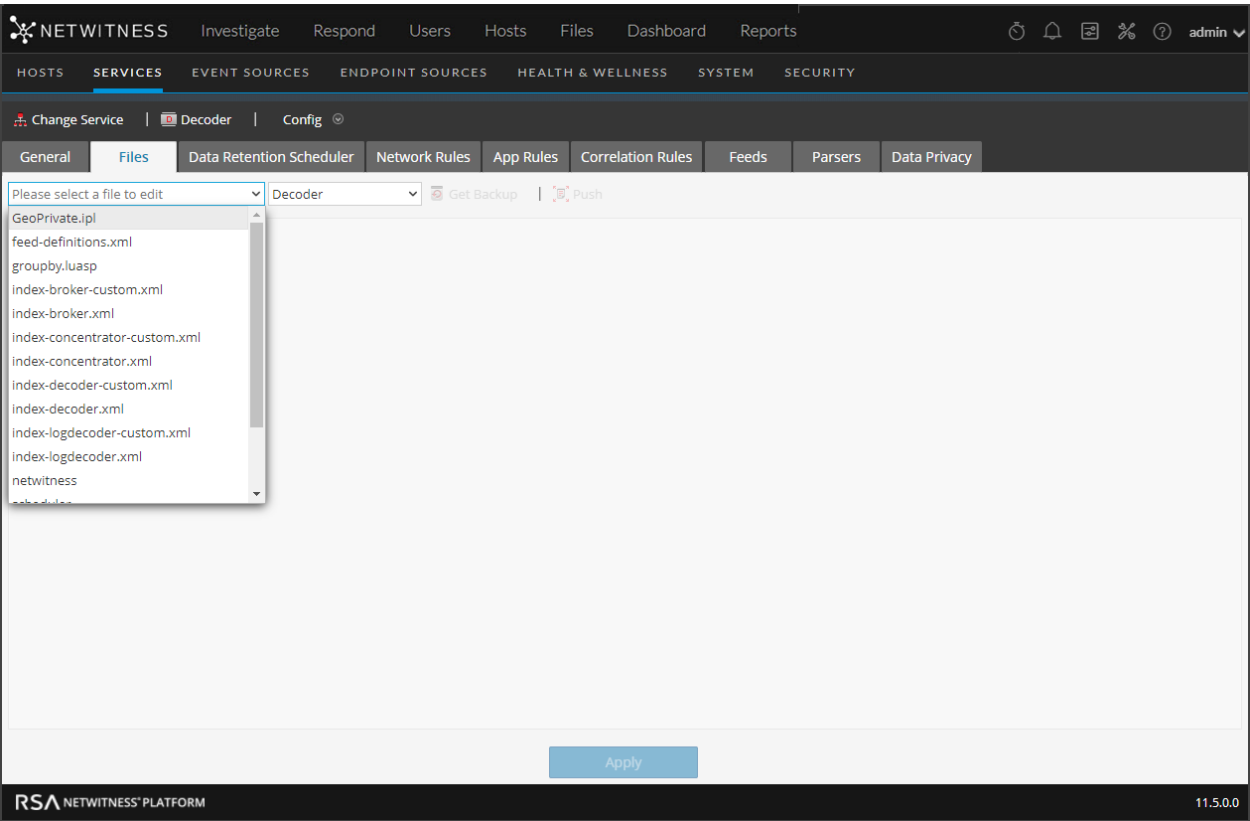 NETWITNESS Investigate Respond Users Hosts Files Dashboard Reports admin
HOSTS SERVICES EVENT SOURCES ENDPOINT SOURCES HEALTH & WELLNESS SYSTEM SECURITY
Change Service | Decoder | Config
General Files Data Retention Scheduler Network Rules App Rules Correlation Rules Feeds Parsers Data Privacy
Please select a file to edit Decoder Get Backup | Push
GeoPrivate.ipl
feed-definitions.xml
groupby.luasp
index-broker-custom.xml
index-broker.xml
index-concentrator-custom.xml
index-concentrator.xml
index-decoder-custom.xml
index-decoder.xml
index-logdecoder-custom.xml
index-logdecoder.xml
netwitness
Apply
RSA NETWITNESS® PLATFORM 11.5.0.0